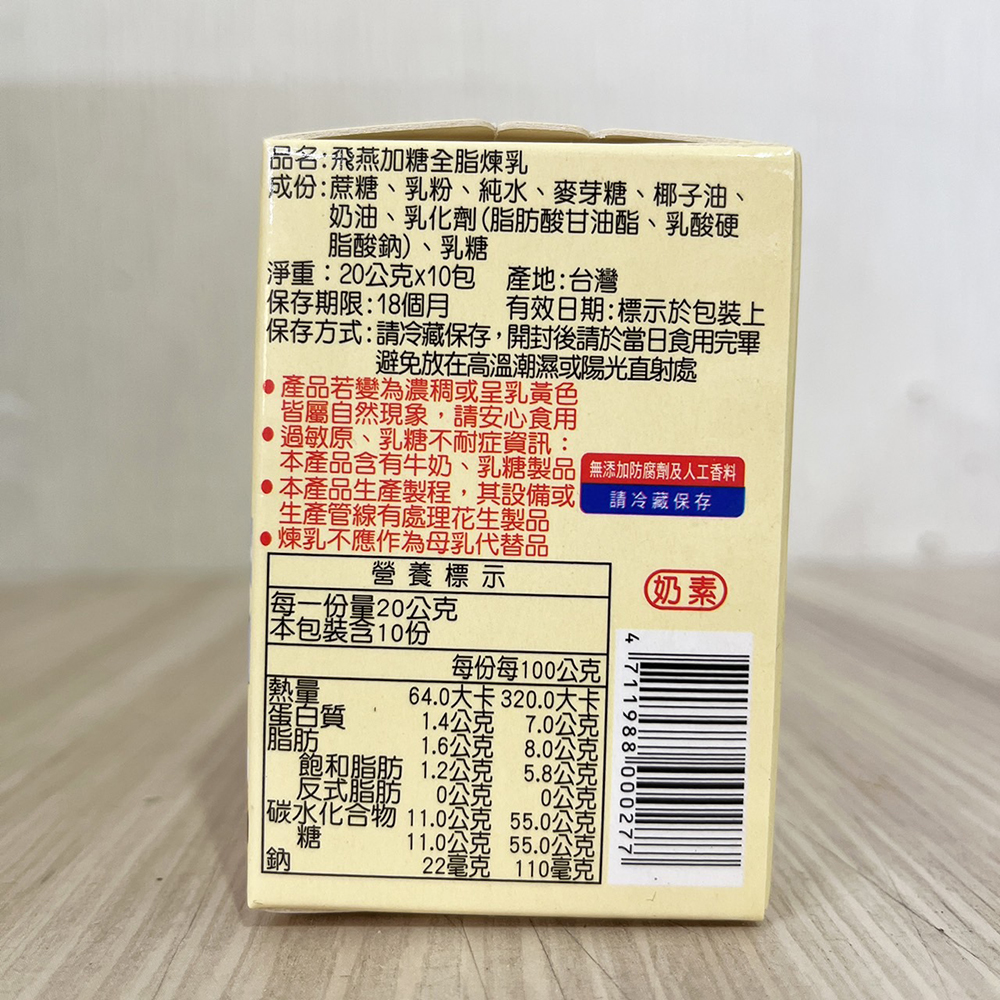 品名:飛燕加糖全脂煉乳
成份:蔗糖、乳粉、純水、麥芽糖、椰子油、
奶油、乳化劑(脂肪酸甘油酯、乳酸硬
脂酸鈉)、乳糖
淨重:20公克x10包 產地:台灣
保存期限:18個月 有效日期:標示於包裝上
保存方式:請冷藏保存,開封後請於當日食用完畢
避免放在高溫潮濕或陽光直射處
●產品若變為濃稠或呈乳黃色
皆屬自然現象,請安心食用
●過敏原、乳糖不耐症資訊:
本產品含有牛奶、乳糖製品
●本產品生產製程,其設備或
生產管線有處理花生製品
●煉乳不應作為母乳代替品
無添加防腐劑及人工香料
請冷藏保存
營養標示
每一份量20公克
本包裝含10份
每份 每100公克
熱量 64.0大卡 320.0大卡
蛋白質 1.4公克 7.0公克
脂肪 1.6公克 8.0公克
飽和脂肪 1.2公克 5.8公克
反式脂肪 0公克 0公克
碳水化合物 11.0公克 55.0公克
糖 11.0公克 55.0公克
鈉 22毫克 110毫克
奶素
4711988000277